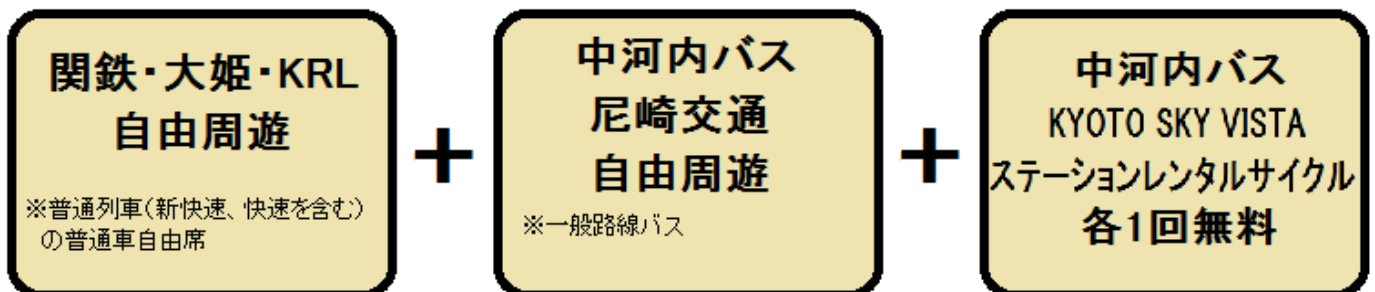 関鉄・大姫・KRL
自由周遊
※普通列車(新快速、快速を含む)
の普通車自由席
+
中河内バス
尼崎交通
自由周遊
※一般路線バス
+
中河内バス
KYOTO SKY VISTA
ステーションレンタルサイクル
各1回無料